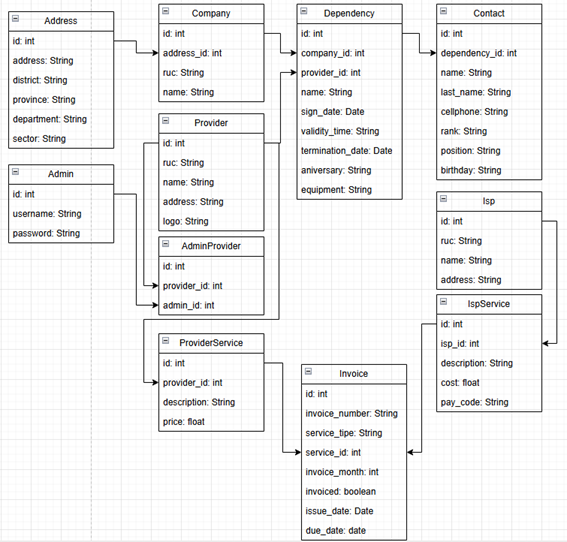 Address
id: int
address: String
district: String
province: String
department: String
sector: String
Company
id: int
address_id: int
ruc: String
name: String
Dependency
id: int
company_id: int
provider_id: int
name: String
sign_date: Date
validity_time: String
termination_date: Date
aniversary: String
equipment: String
Contact
id: int
dependency_id: int
name: String
last_name: String
cellphone: String
rank: String
position: String
birthday: String
Provider
id: int
ruc: String
name: String
address: String
logo: String
Admin
id: int
username: String
password: String
AdminProvider
id: int
provider_id: int
admin_id: int
Isp
id: int
ruc: String
name: String
address: String
IspService
id: int
isp_id: int
description: String
cost: float
pay_code: String
ProviderService
id: int
provider_id: int
description: String
price: float
Invoice
id: int
invoice_number: String
service_tipe: String
service_id: int
invoice_month: int
invoiced: boolean
issue_date: Date
due_date: date